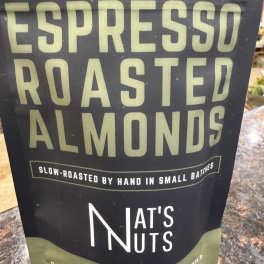 ESPRESSO
ROASTED
ALMONDS
SLOW-ROASTED BY HAND IN SMALL BATCHES
NAT'S
NUTS